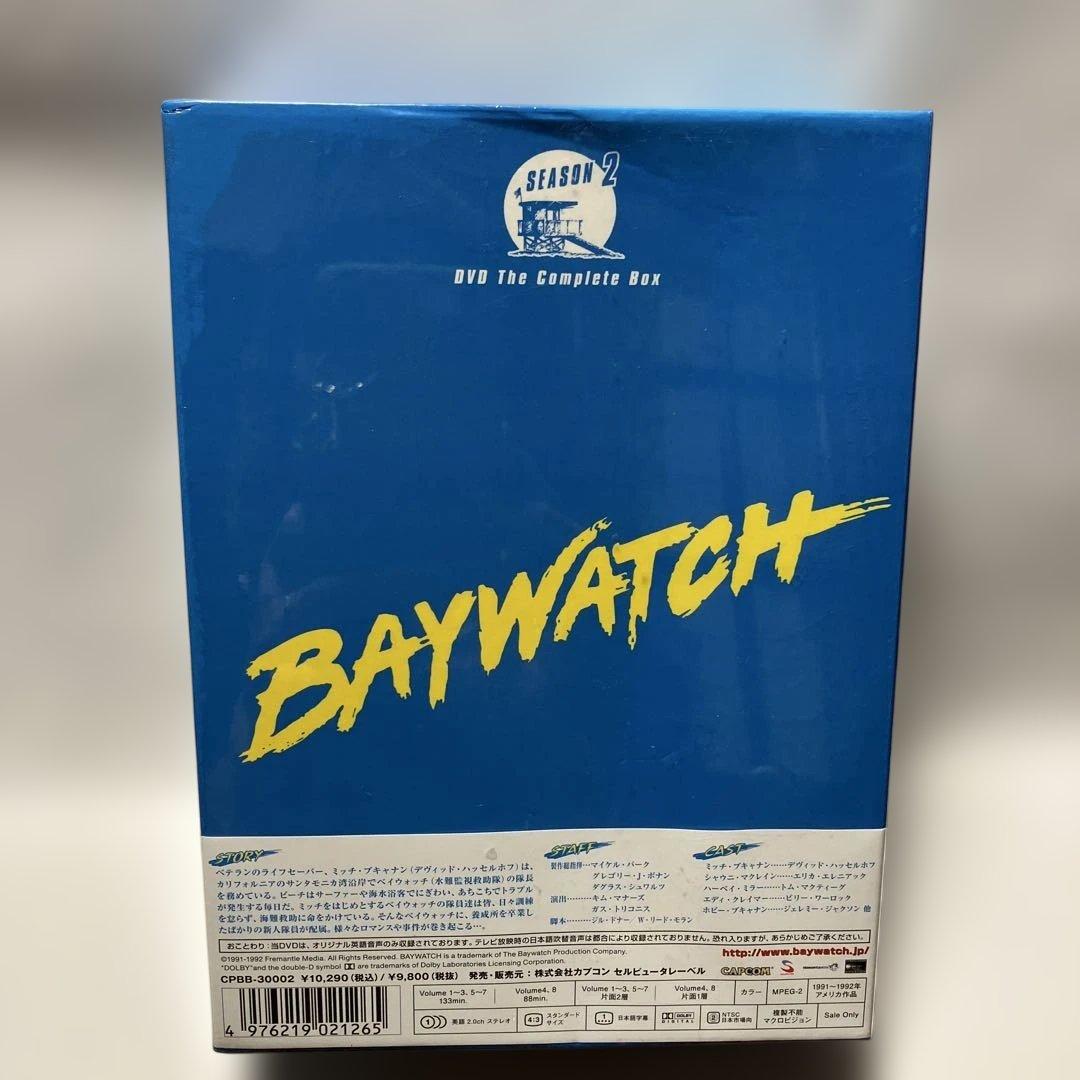 SEASON 2
DVD The Complete Box
BAYWATCH
STORY
ベテランのライフセーバー、ミッチ・ブキャナン(デヴィッド・ハッセルホフ)は、
カリフォルニアのサンタモニカ湾沿岸でベイウォッチ(水難監視救助隊)の隊長
を務めている。ビーチはサーファーや海水浴客でにぎわい、あちこちでトラブル
が発生する毎日だ。ミッチをはじめとするベイウォッチの隊員達は皆、日々訓練
を怠らず、海難救助に命をかけている。そんなベイウォッチに、養成所を卒業し
たばかりの新人隊員が配属。様々なロマンスや事件が巻き起こる…
STAFF
製作総指揮……マイケル・バーク
グレゴリー・J・ボナン
ダグラス・シュワルツ
演出…………キム・マナーズ
ガス・トリコニス
脚本………ジル・ドナー/W・リード・モラン
CAST
ミッチ・ブキャナン……デヴィッド・ハッセルホフ
シャウニ・マクレイン……エリカ・エレニアック
ハーベイ・ミラー……トム・マクティーグ
エディ・クレイマー……ビリー・ワーロック
ホビー・ブキャナン……ジェレミー・ジャクソン 他
おことわり:当DVDは、オリジナル英語音声のみ収録されております。テレビ放映時の日本語吹替音声は都合により収録されておりません。恐れ入りますが、あらかじめご了承ください。
©1991-1992 Fremantle Media. All Rights Reserved. BAYWATCH is a trademark of The Baywatch Production Company.
"DOLBY"and the double-D symbol are trademarks of Dolby Laboratories Licensing Corporation.
http://www.baywatch.jp/
CPBB-30002 ¥10,290(税込)/¥9,800(税抜) 発売・販売元:株式会社カプコン セルピュータレーベル
CAPCOM
4 976219 021265
Volume 1〜3、5〜7
133min.
Volume4、8
88min.
Volume 1〜3、5〜7
片面2層
Volume4、8
片面1層
カラー
MPEG-2
1991〜1992年
アメリカ作品
1 英語 2.0ch ステレオ
4:3 スタンダード
サイズ
1 日本語字幕
DOLBY
DIGITAL
2 NTSC
日本市場向
複製不能
マクロビジョン
Sale Only